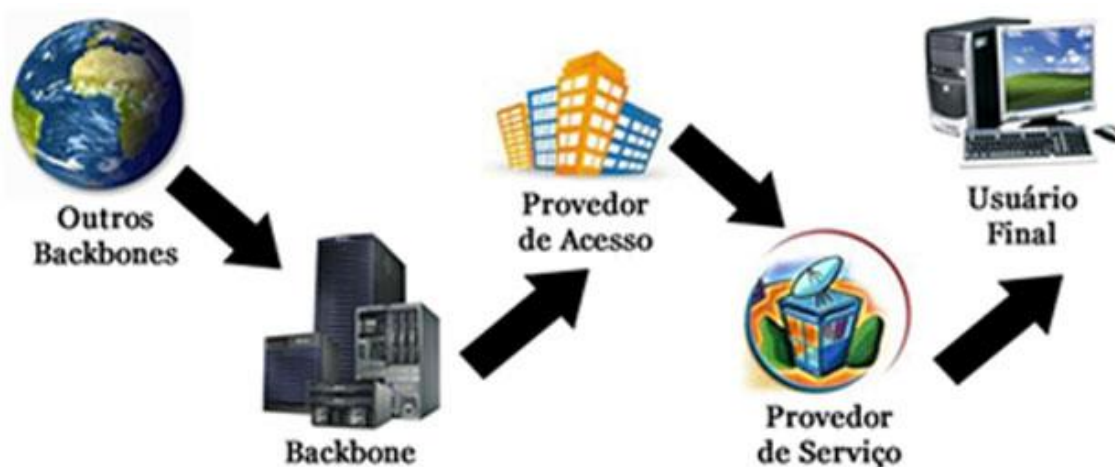 Outros
Backbones
Backbone
Provedor
de Acesso
Provedor
de Serviço
Usuário
Final